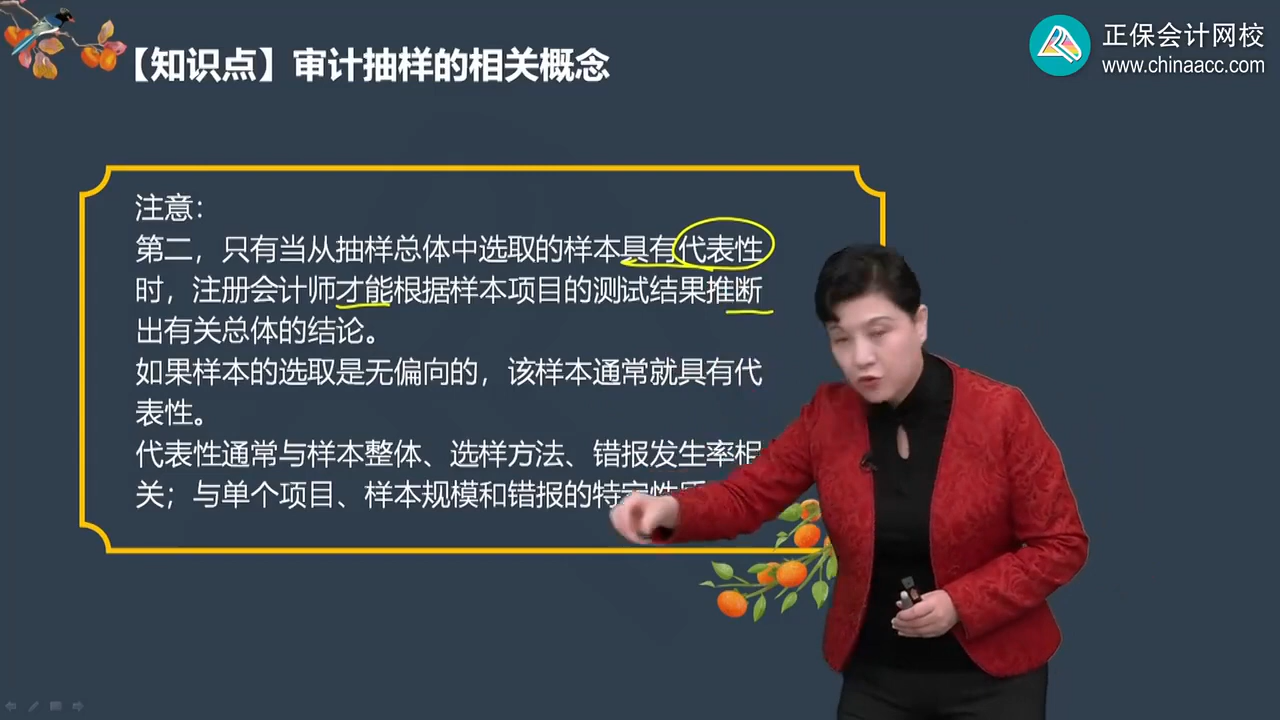 【知识点】审计抽样的相关概念
正保会计网校
www.chinaacc.com
注意：
第二，只有当从抽样总体中选取的样本具有代表性
时，注册会计师才能根据样本项目的测试结果推断
出有关总体的结论。
如果样本的选取是无偏向的，该样本通常就具有代
表性。
代表性通常与样本整体、选样方法、错报发生率相
关；与单个项目、样本规模和错报的特定性质